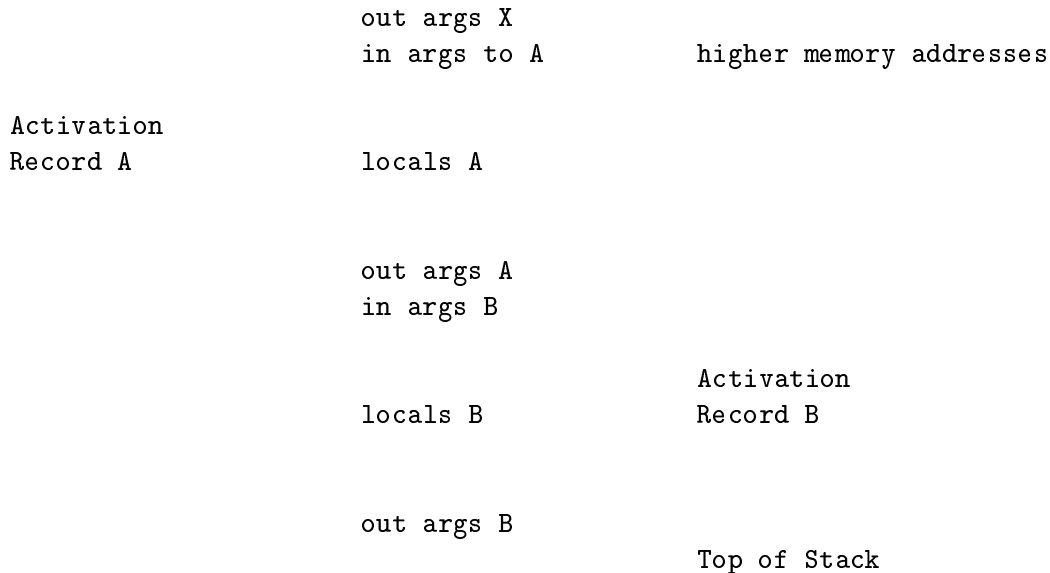 out args X
in args to A higher memory addresses
Activation
Record A locals A
out args A
in args B
Activation
locals B Record B
out args B
Top of Stack